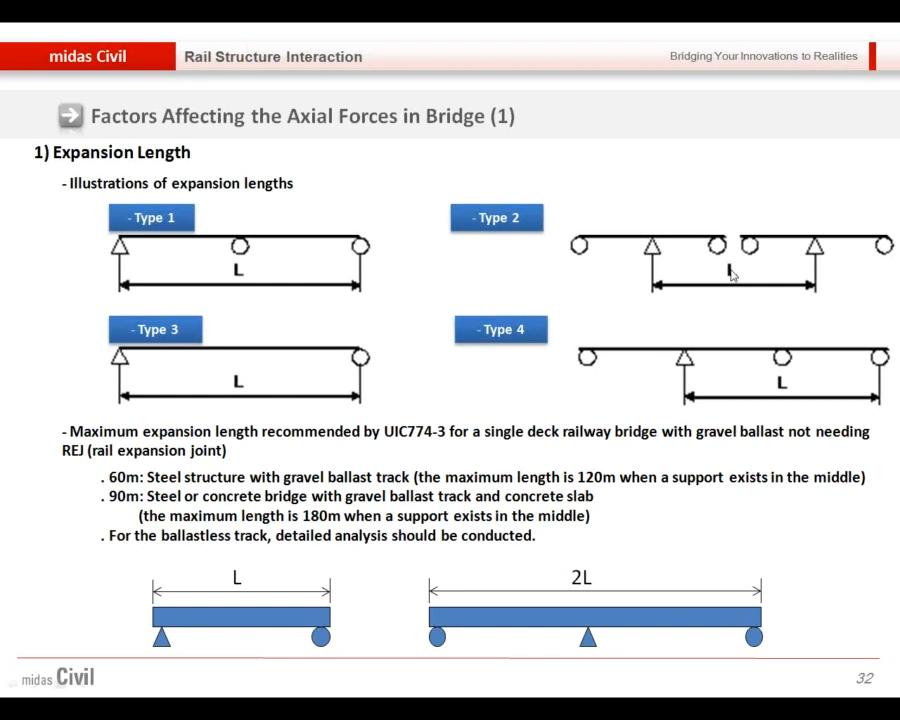 midas Civil
Rail Structure Interaction
Bridging Your Innovations to Realities
Factors Affecting the Axial Forces in Bridge (1)
1) Expansion Length
- Illustrations of expansion lengths
- Type 1
- Type 2
L
L
- Type 3
- Type 4
L
L
- Maximum expansion length recommended by UIC774-3 for a single deck railway bridge with gravel ballast not needing
REJ (rail expansion joint)
. 60m: Steel structure with gravel ballast track (the maximum length is 120m when a support exists in the middle)
. 90m: Steel or concrete bridge with gravel ballast track and concrete slab
(the maximum length is 180m when a support exists in the middle)
. For the ballastless track, detailed analysis should be conducted.
L
2L
midas Civil
32